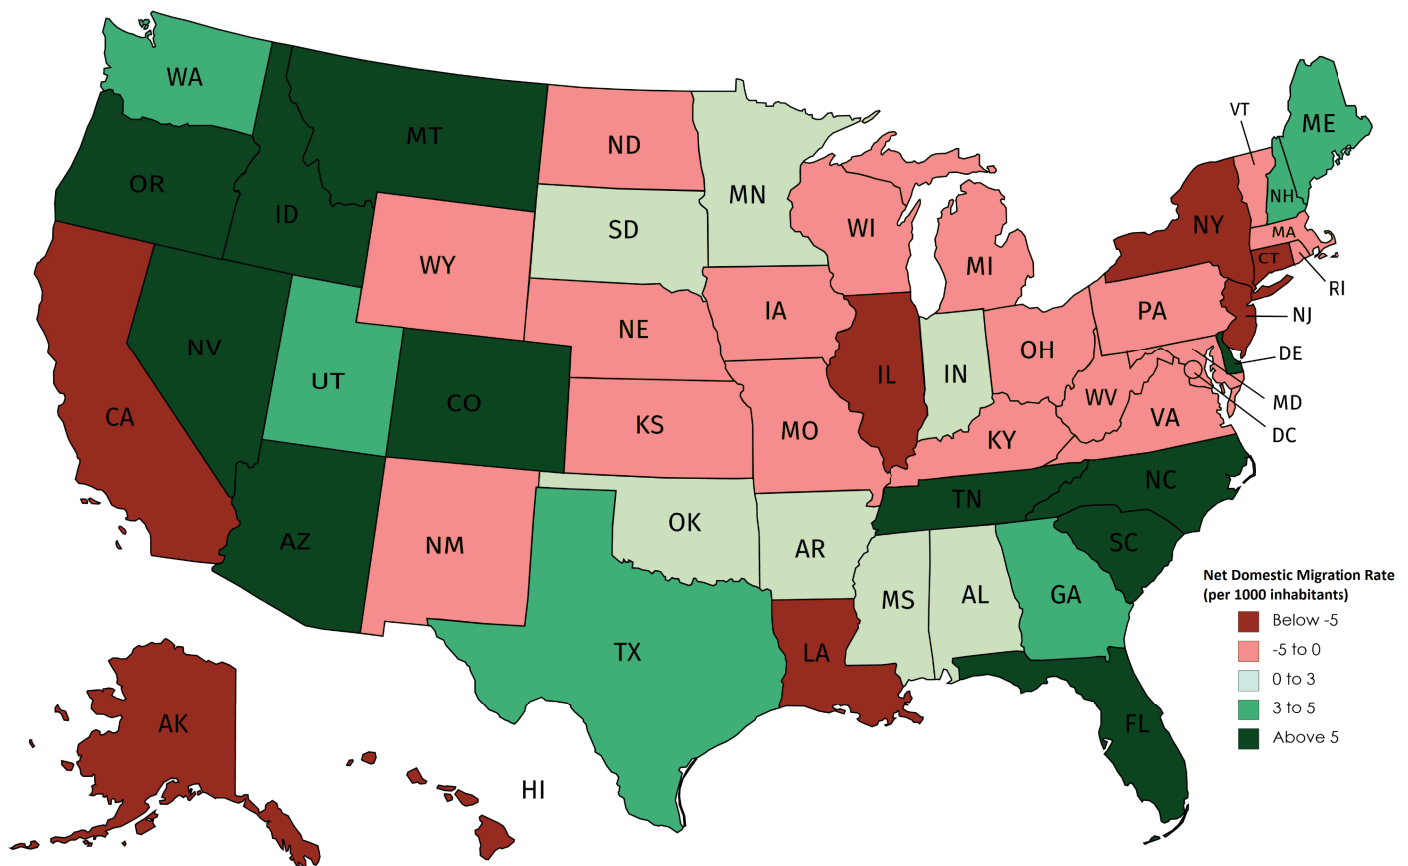 WA
MT
ND
MN
VT
ME
OR
ID
SD
WI
NH
NY
MA
WY
MI
CT
RI
NE
IA
PA
NJ
NV
OH
DE
UT
IL
IN
CO
WV
MD
CA
KS
MO
KY
VA
DC
TN
NC
OK
AZ
NM
AR
SC
MS
AL
GA
Net Domestic Migration Rate
(per 1000 inhabitants)
Below -5
-5 to 0
0 to 3
3 to 5
Above 5
TX
LA
AK
FL
HI